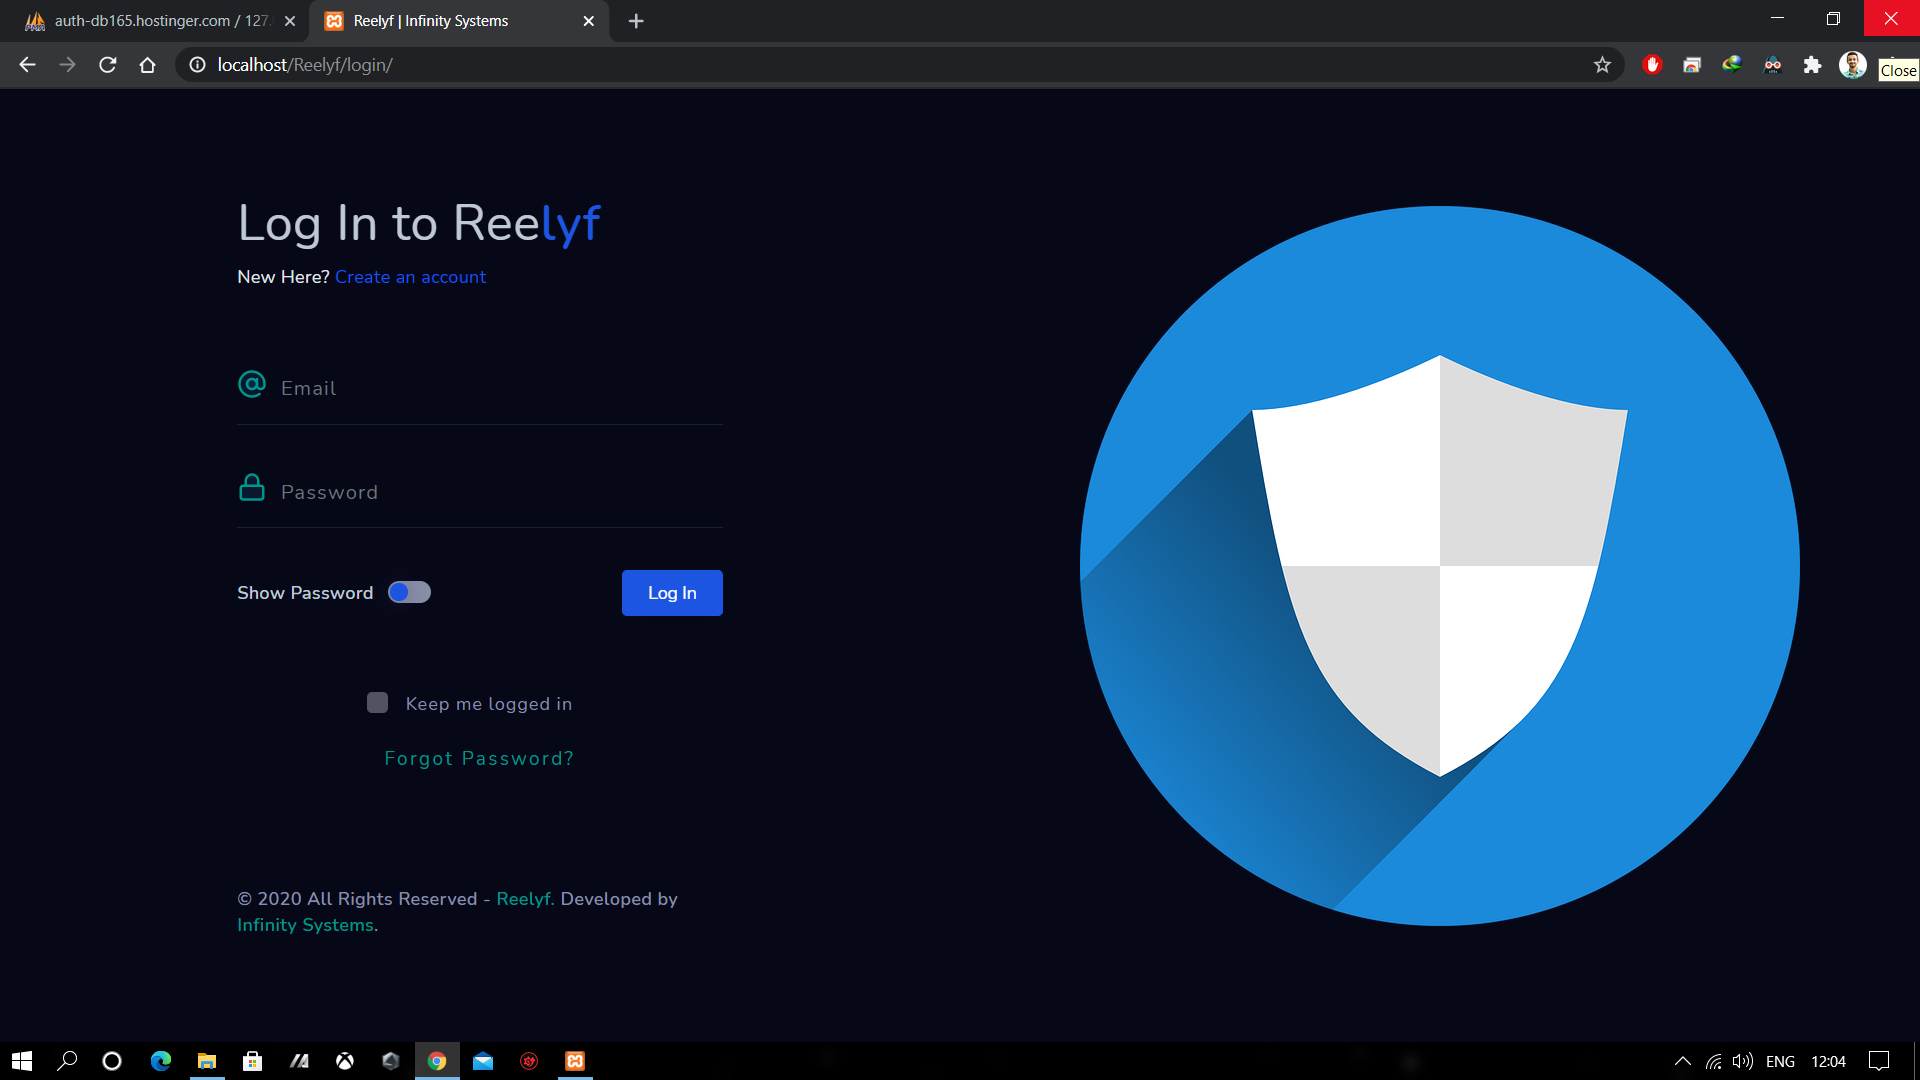 auth-db165.hostinger.com / 127.
Reelyf | Infinity Systems
localhost/Reelyf/login/
Close
Log In to Reelyf
New Here? Create an account
Email
Password
Show Password
Log In
Keep me logged in
Forgot Password?
© 2020 All Rights Reserved - Reelyf. Developed by
Infinity Systems.
ENG
12:04